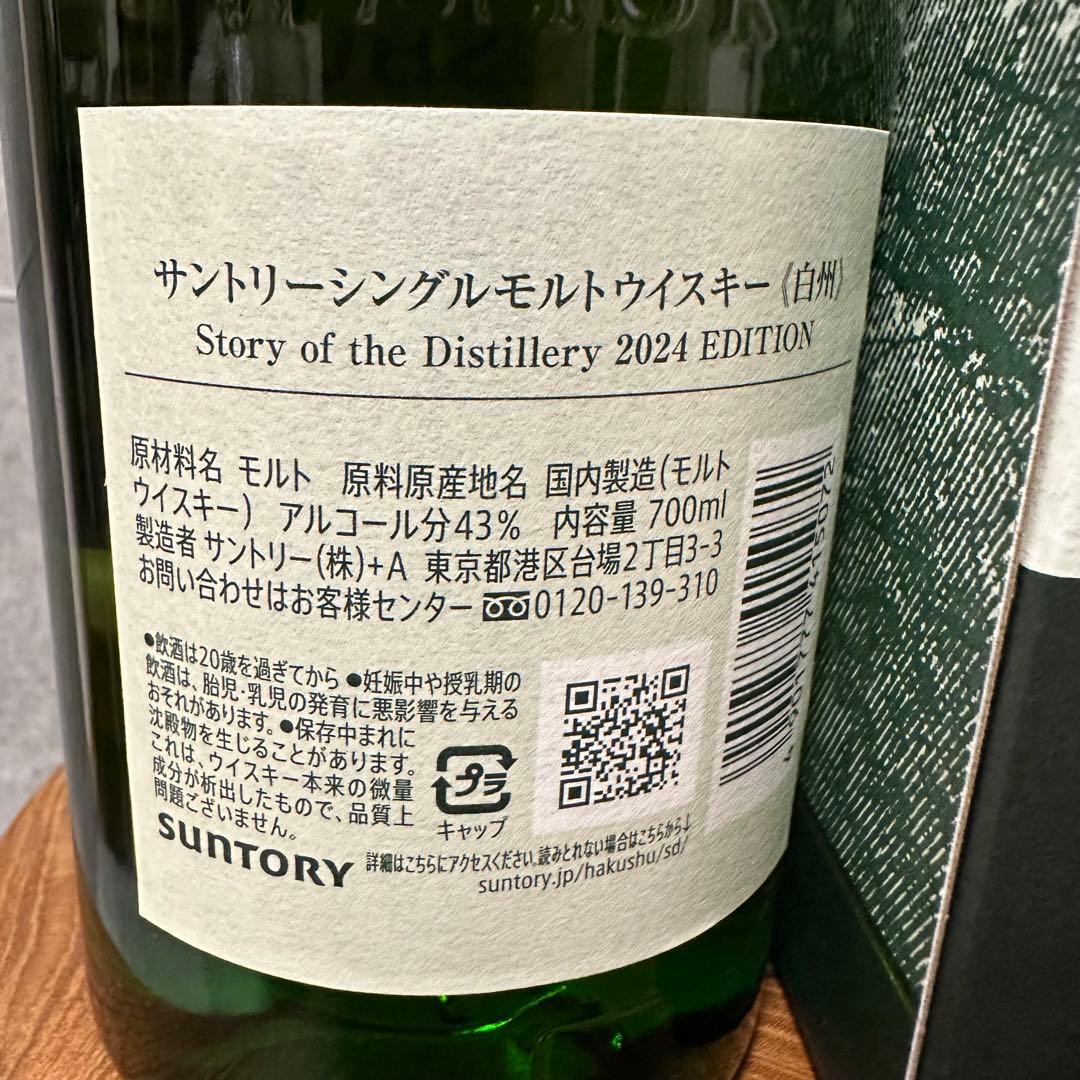 サントリーシングルモルトウイスキー《白州》
Story of the Distillery 2024 EDITION
原材料名 モルト 原料原産地名 国内製造(モルト
ウイスキー) アルコール分43% 内容量 700ml
製造者 サントリー(株)+A 東京都港区台場2丁目3-3
お問い合わせはお客様センター 0120-139-310
●飲酒は20歳を過ぎてから ●妊娠中や授乳期の
飲酒は、胎児・乳児の発育に悪影響を与える
おそれがあります。●保存中まれに
沈殿物を生じることがあります。
これは、ウイスキー本来の微量
成分が析出したもので、品質上
問題ございません。
プラ
キャップ
SUNTORY
詳細はこちらにアクセスください。読みとれない場合はこちらから↓
suntory.jp/hakushu/sd/